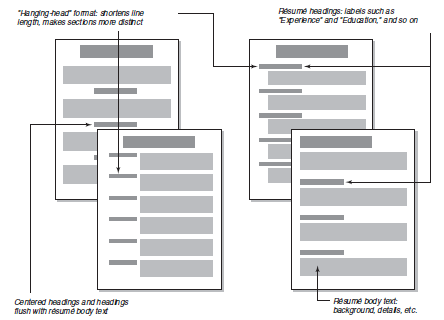 "Hanging-head" format: shortens line
length, makes sections more distinct
Résumé headings: labels such as
"Experience" and "Education," and so on
Centered headings and headings
flush with résumé body text
Résumé body text:
background, details, etc.